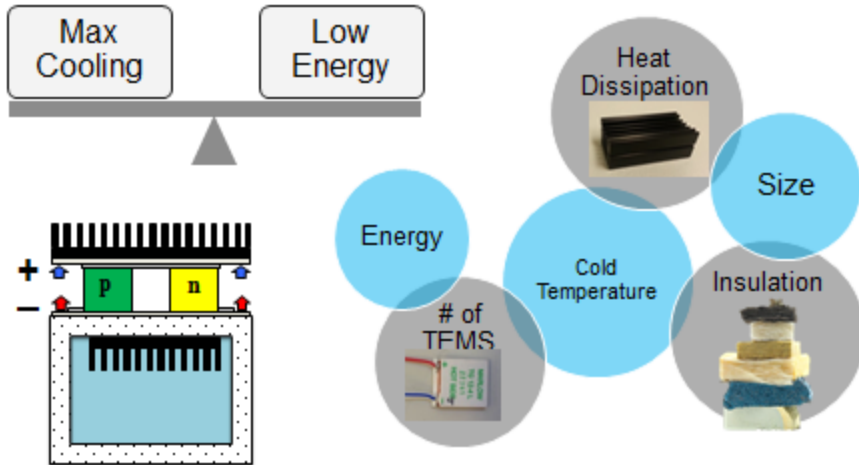 Max
Cooling
Low
Energy
Heat
Dissipation
Size
Energy
Cold
Temperature
Insulation
# of
TEMS
+
−
p
n